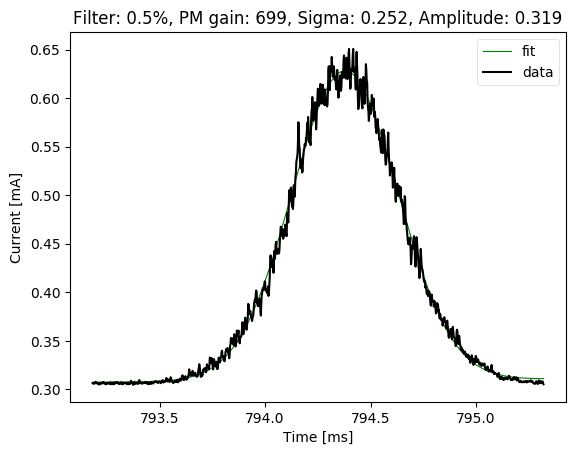 Filter: 0.5%, PM gain: 699, Sigma: 0.252, Amplitude: 0.319
fit
data
Current [mA]
0.65
0.60
0.55
0.50
0.45
0.40
0.35
0.30
793.5 794.0 794.5 795.0
Time [ms]